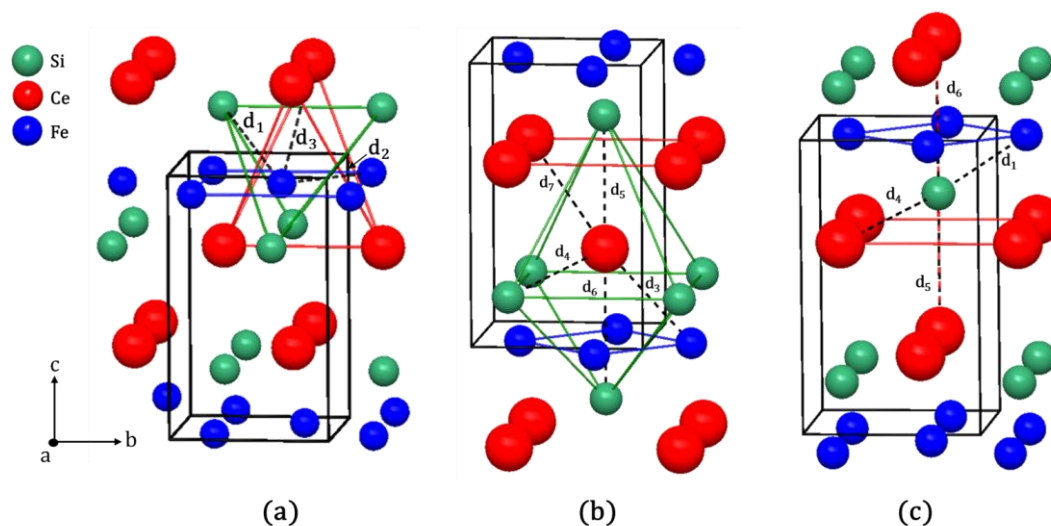 Si
Ce
Fe
d₁
d₃
d₂
c
a
b
(a)
d₇
d₅
d₄
d₆
d₃
(b)
d₆
d₁
d₄
d₅
(c)